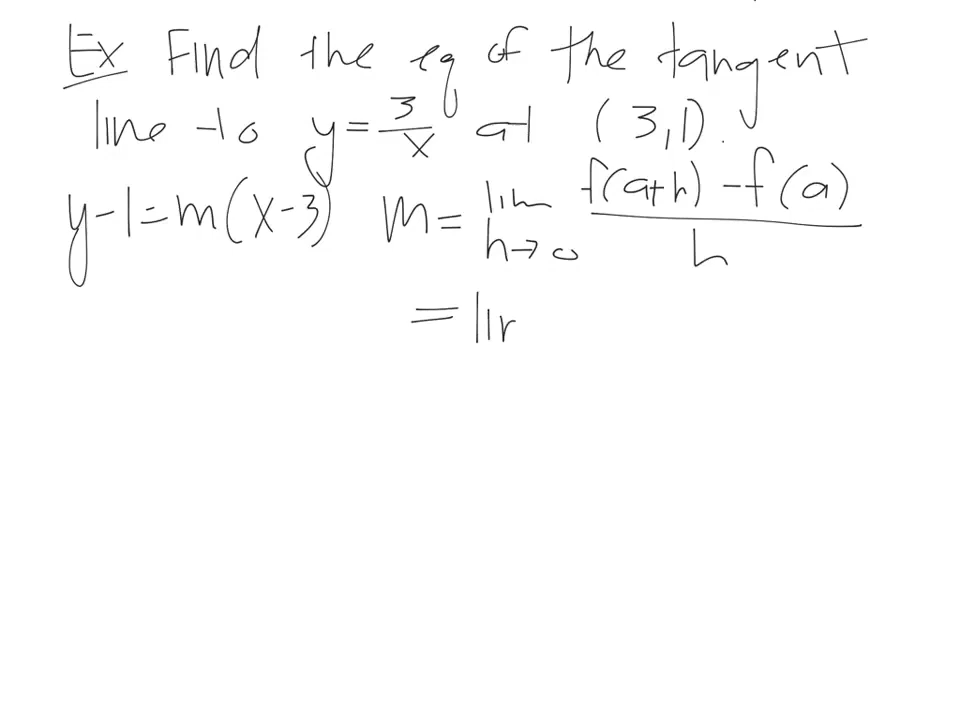 Ex Find the eq of the tangent
line to y = 3/x at (3,1).
y-1=m(x-3) m= lim h→0 f(a+h) - f(a) / h
= lim